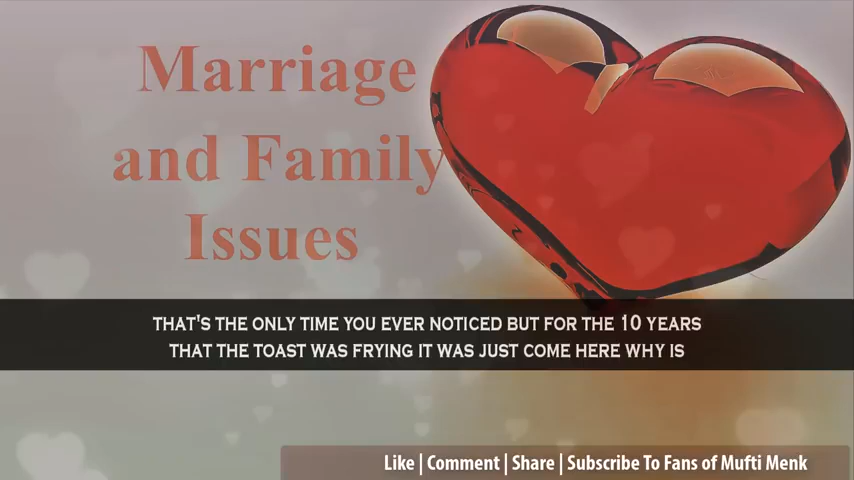 Marriage
and Family
Issues
THAT'S THE ONLY TIME YOU EVER NOTICED BUT FOR THE 10 YEARS
THAT THE TOAST WAS FRYING IT WAS JUST COME HERE WHY IS
Like | Comment | Share | Subscribe To Fans of Mufti Menk